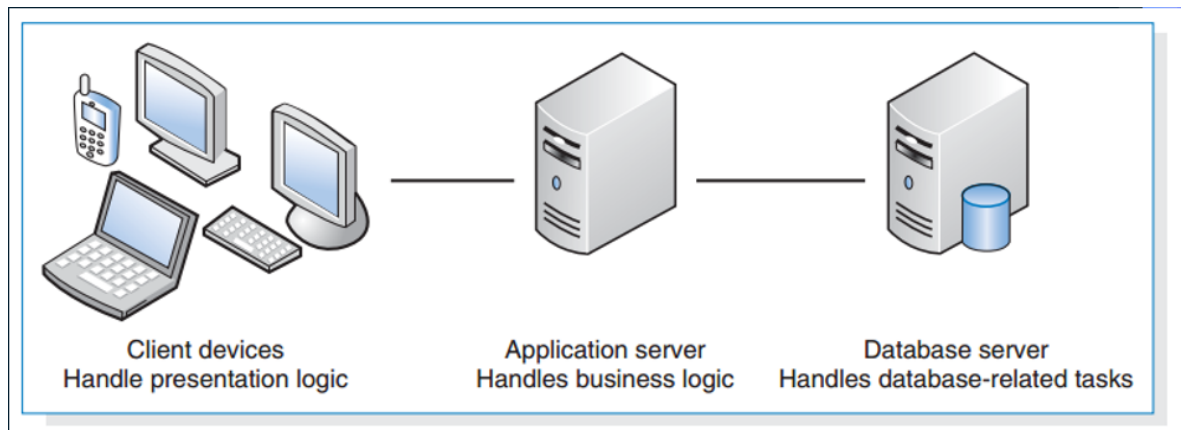 Client devices
Handle presentation logic
Application server
Handles business logic
Database server
Handles database-related tasks